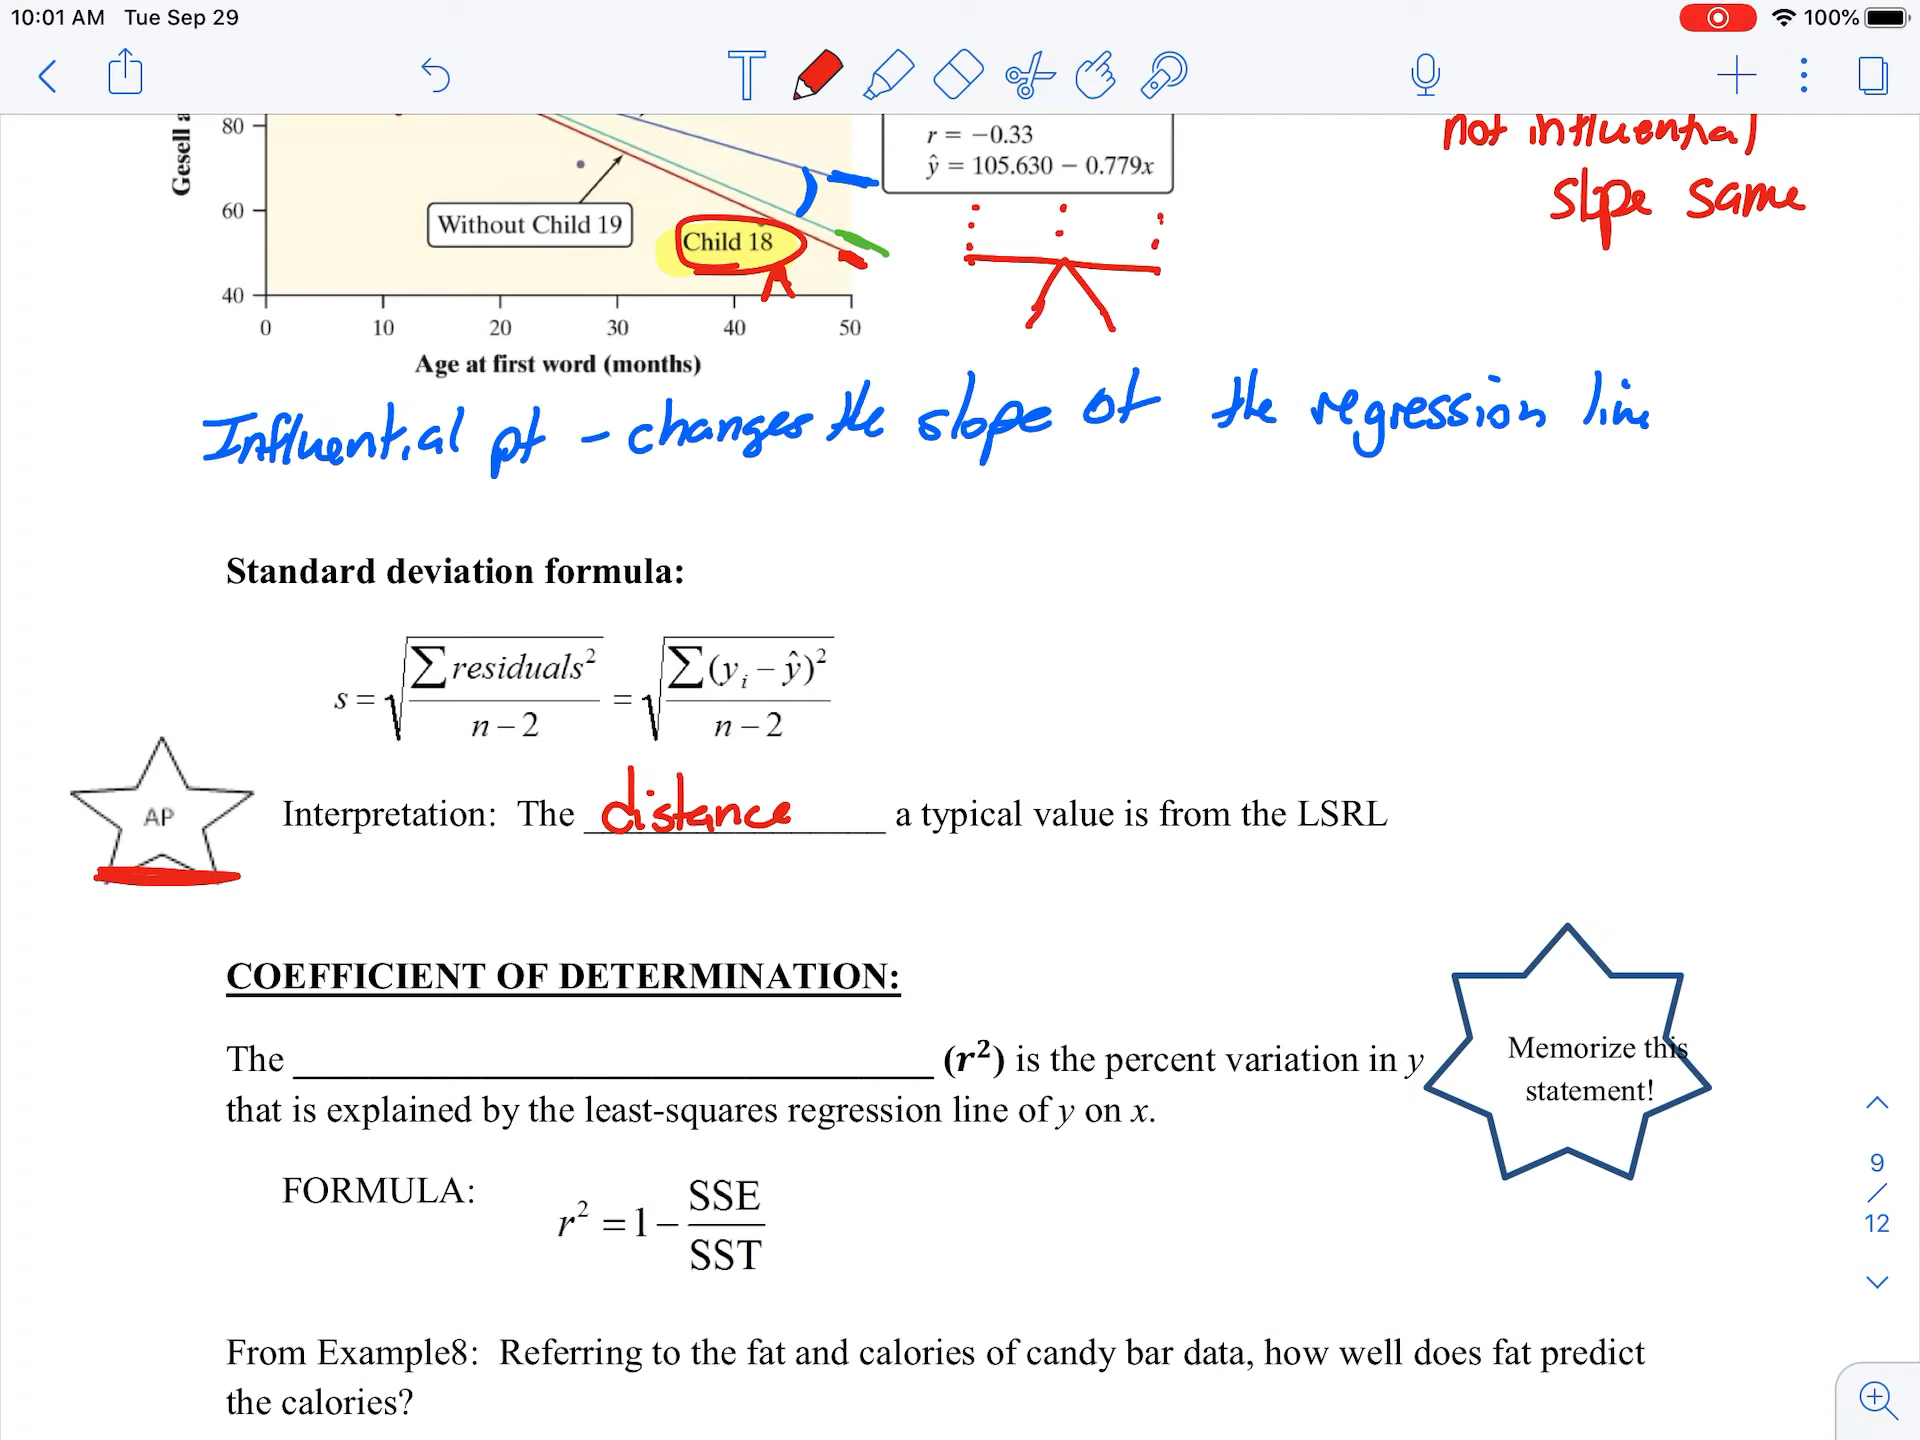 10:01 AM Tue Sep 29
100%
80
r = −0.33
ŷ = 105.630 − 0.779x
not influential
slope same
Gesell a
Without Child 19
60
Child 18
40
0 10 20 30 40 50
Age at first word (months)
Influential pt - changes the slope of the regression line
Standard deviation formula:
s = √(∑residuals² / (n − 2)) = √(∑(yᵢ − ŷ)² / (n − 2))
AP
Interpretation: The distance a typical value is from the LSRL
COEFFICIENT OF DETERMINATION:
The ________________ (r²) is the percent variation in y
that is explained by the least-squares regression line of y on x.
Memorize this
statement!
FORMULA: r² = 1 − SSE/SST
9
/
12
From Example8: Referring to the fat and calories of candy bar data, how well does fat predict
the calories?